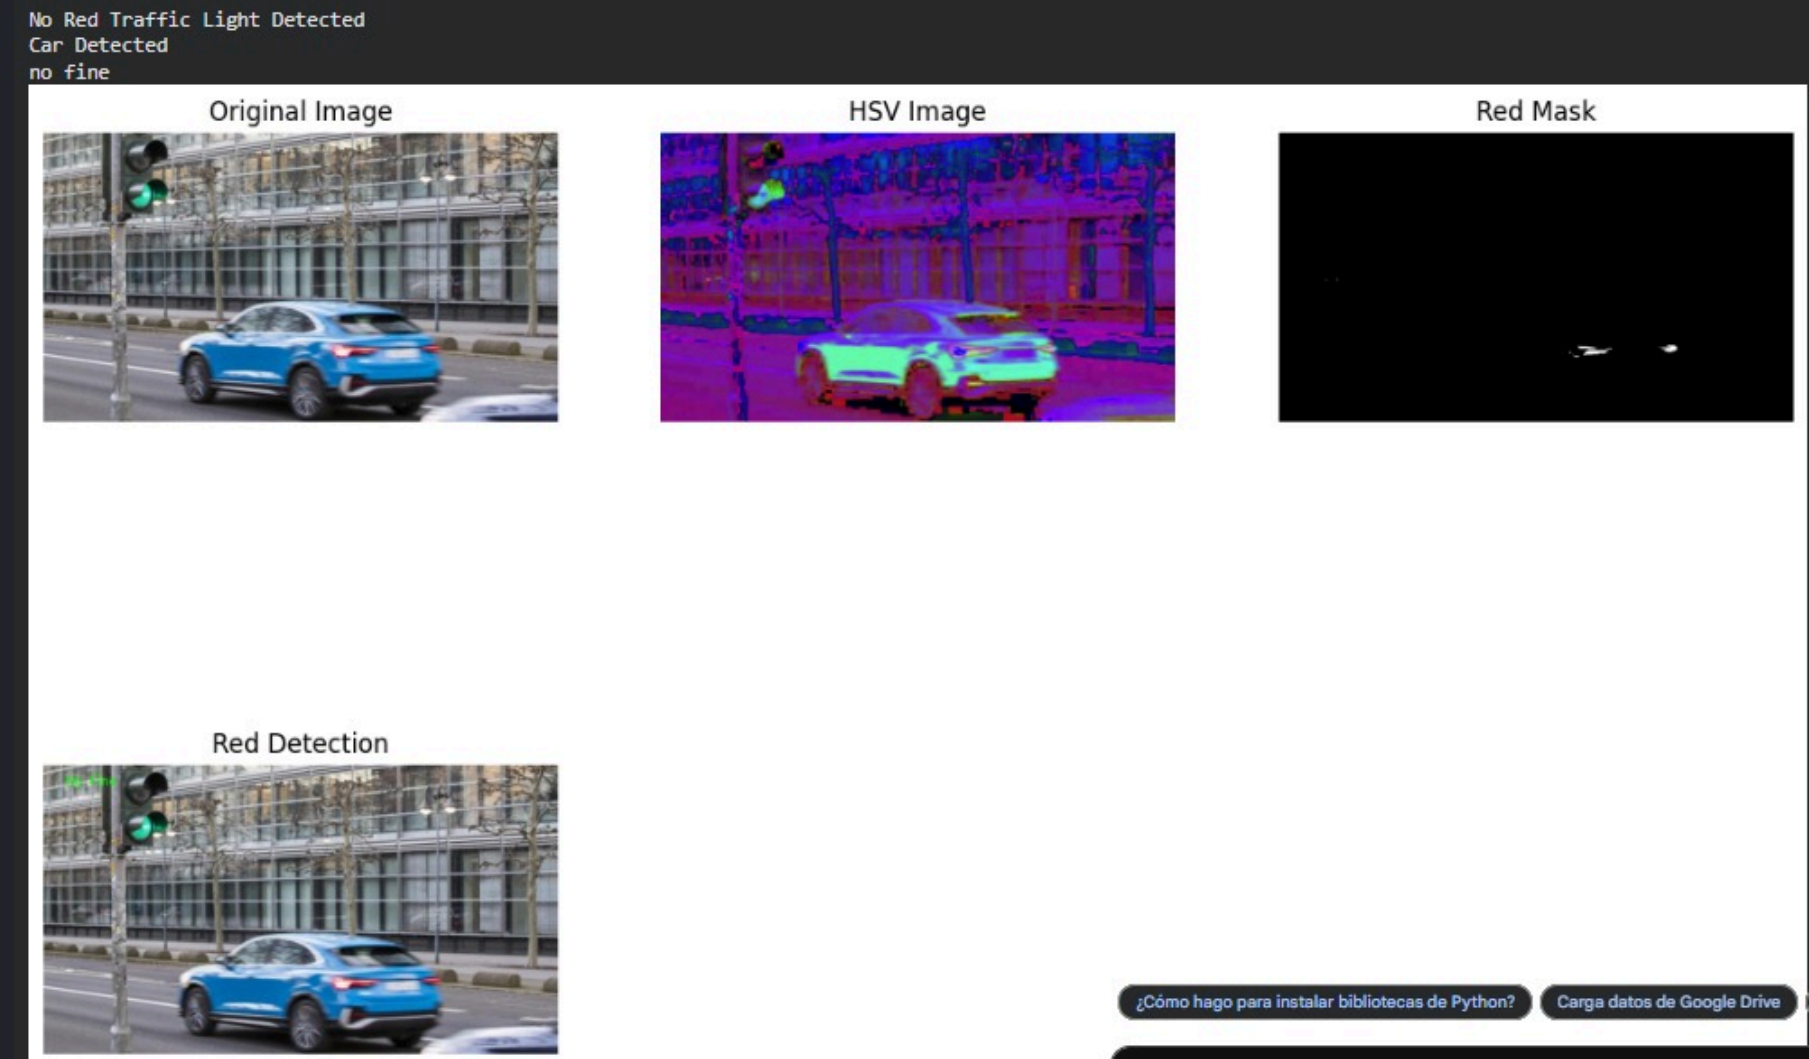 No Red Traffic Light Detected
Car Detected
no fine
Original Image
HSV Image
Red Mask
Red Detection
¿Cómo hago para instalar bibliotecas de Python?
Carga datos de Google Drive